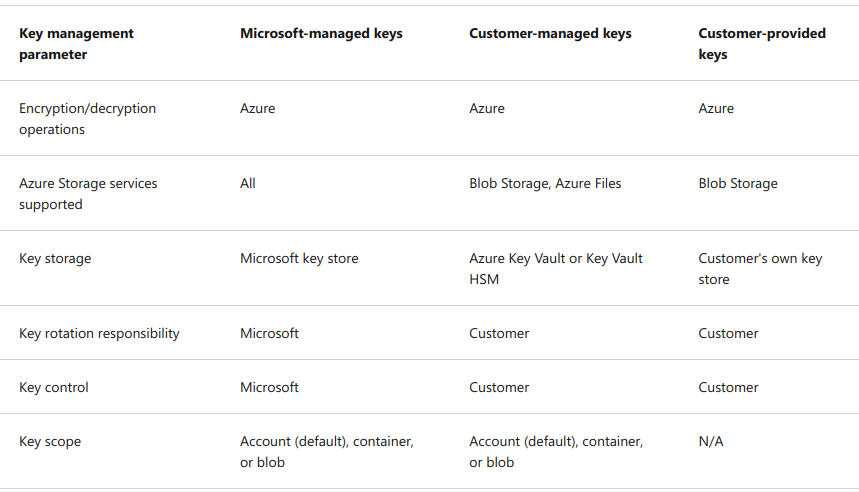 Key management parameter | Microsoft-managed keys | Customer-managed keys | Customer-provided keys
Encryption/decryption operations | Azure | Azure | Azure
Azure Storage services supported | All | Blob Storage, Azure Files | Blob Storage
Key storage | Microsoft key store | Azure Key Vault or Key Vault HSM | Customer's own key store
Key rotation responsibility | Microsoft | Customer | Customer
Key control | Microsoft | Customer | Customer
Key scope | Account (default), container, or blob | Account (default), container, or blob | N/A